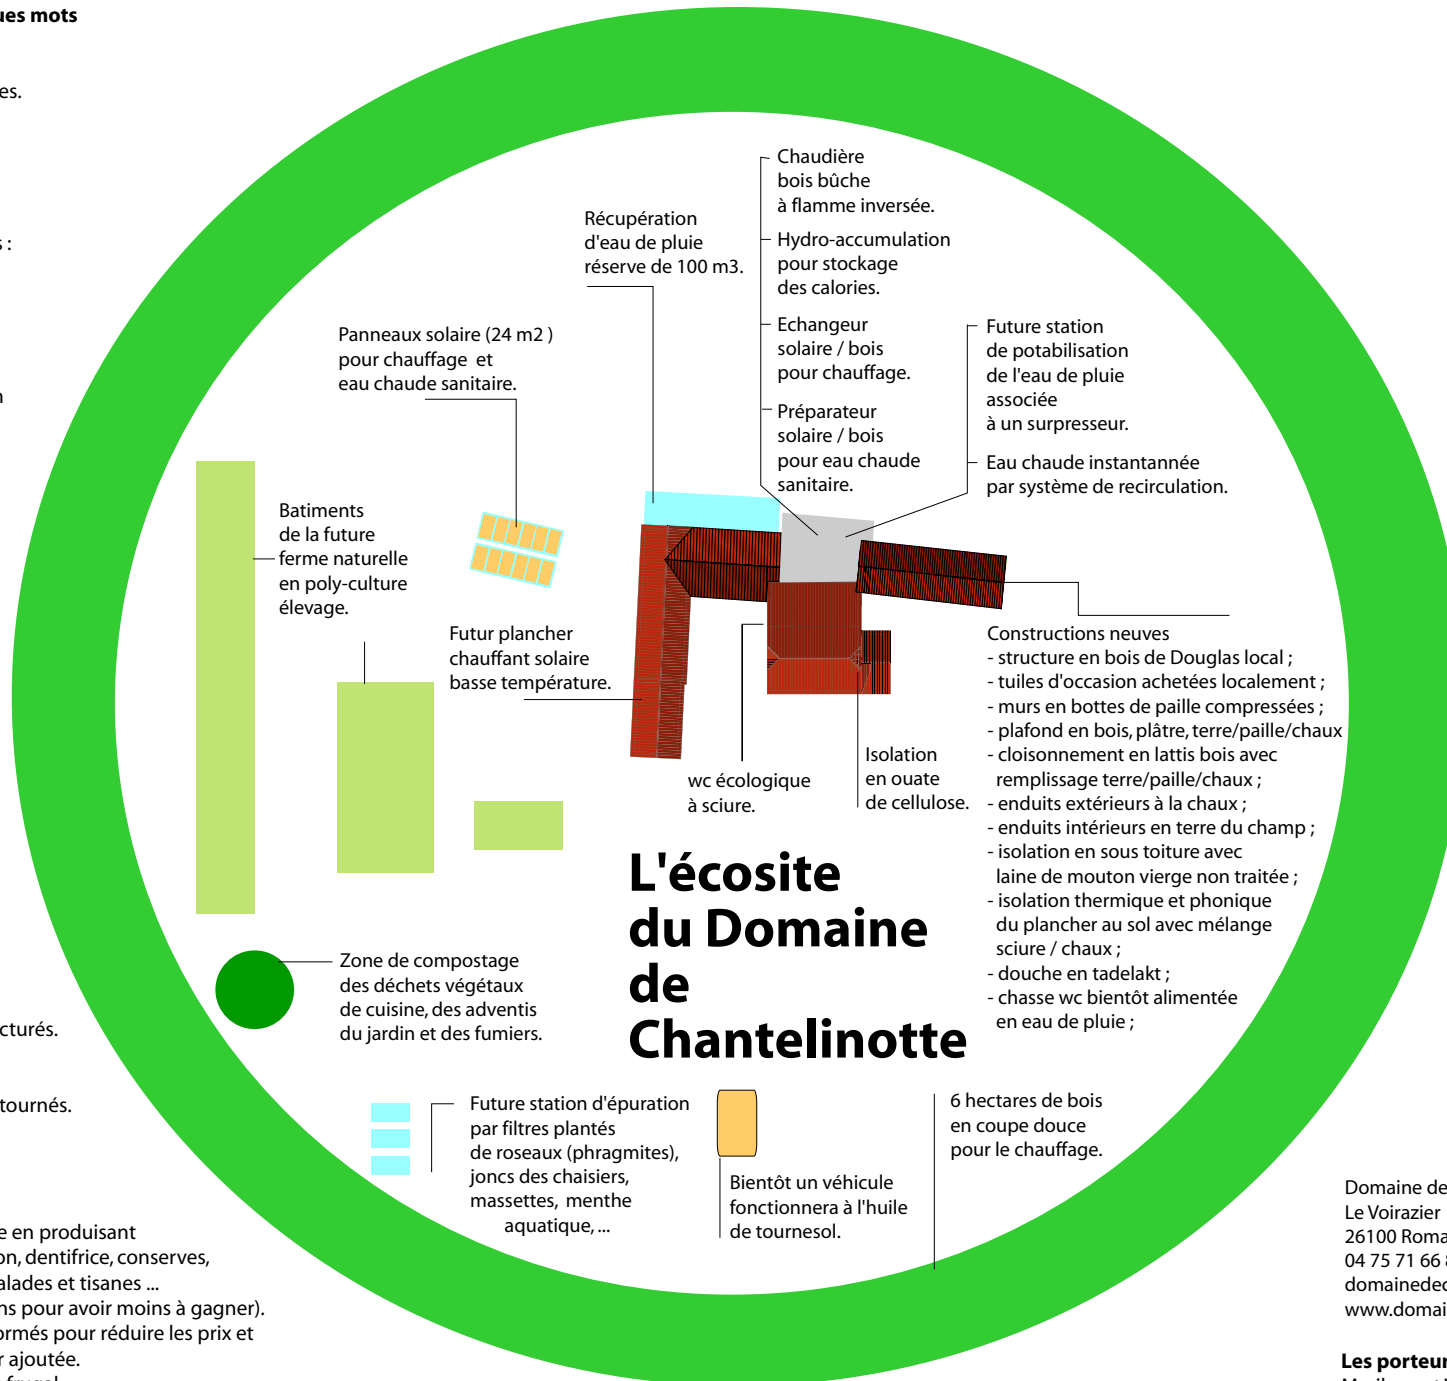 ues mots
es.
s :
n
Chaudière
bois bûche
à flamme inversée.
Hydro-accumulation
pour stockage
des calories.
Echangeur
solaire / bois
pour chauffage.
Préparateur
solaire / bois
pour eau chaude
sanitaire.
Récupération
d'eau de pluie
réserve de 100 m3.
Future station
de potabilisation
de l'eau de pluie
associée
à un surpresseur.
Eau chaude instantannée
par système de recirculation.
Panneaux solaire (24 m2 )
pour chauffage et
eau chaude sanitaire.
Batiments
de la future
ferme naturelle
en poly-culture
élevage.
Futur plancher
chauffant solaire
basse température.
wc écologique
à sciure.
Isolation
en ouate
de cellulose.
Constructions neuves
- structure en bois de Douglas local ;
- tuiles d'occasion achetées localement ;
- murs en bottes de paille compressées ;
- plafond en bois, plâtre, terre/paille/chaux
- cloisonnement en lattis bois avec
remplissage terre/paille/chaux ;
- enduits extérieurs à la chaux ;
- enduits intérieurs en terre du champ ;
- isolation en sous toiture avec
laine de mouton vierge non traitée ;
- isolation thermique et phonique
du plancher au sol avec mélange
sciure / chaux ;
- douche en tadelakt ;
- chasse wc bientôt alimentée
en eau de pluie ;
L'écosite
du Domaine
de
Chantelinotte
Zone de compostage
des déchets végétaux
de cuisine, des adventis
du jardin et des fumiers.
cturés.
tournés.
Future station d'épuration
par filtres plantés
de roseaux (phragmites),
joncs des chaisiers,
massettes, menthe
aquatique, ...
Bientôt un véhicule
fonctionnera à l'huile
de tournesol.
6 hectares de bois
en coupe douce
pour le chauffage.
e en produisant
on, dentifrice, conserves,
alades et tisanes ...
ns pour avoir moins à gagner).
ormés pour réduire les prix et
r ajoutée.
Domaine de
Le Voirazier
26100 Roma
04 75 71 66
domainedec
www.domai
Les porteur